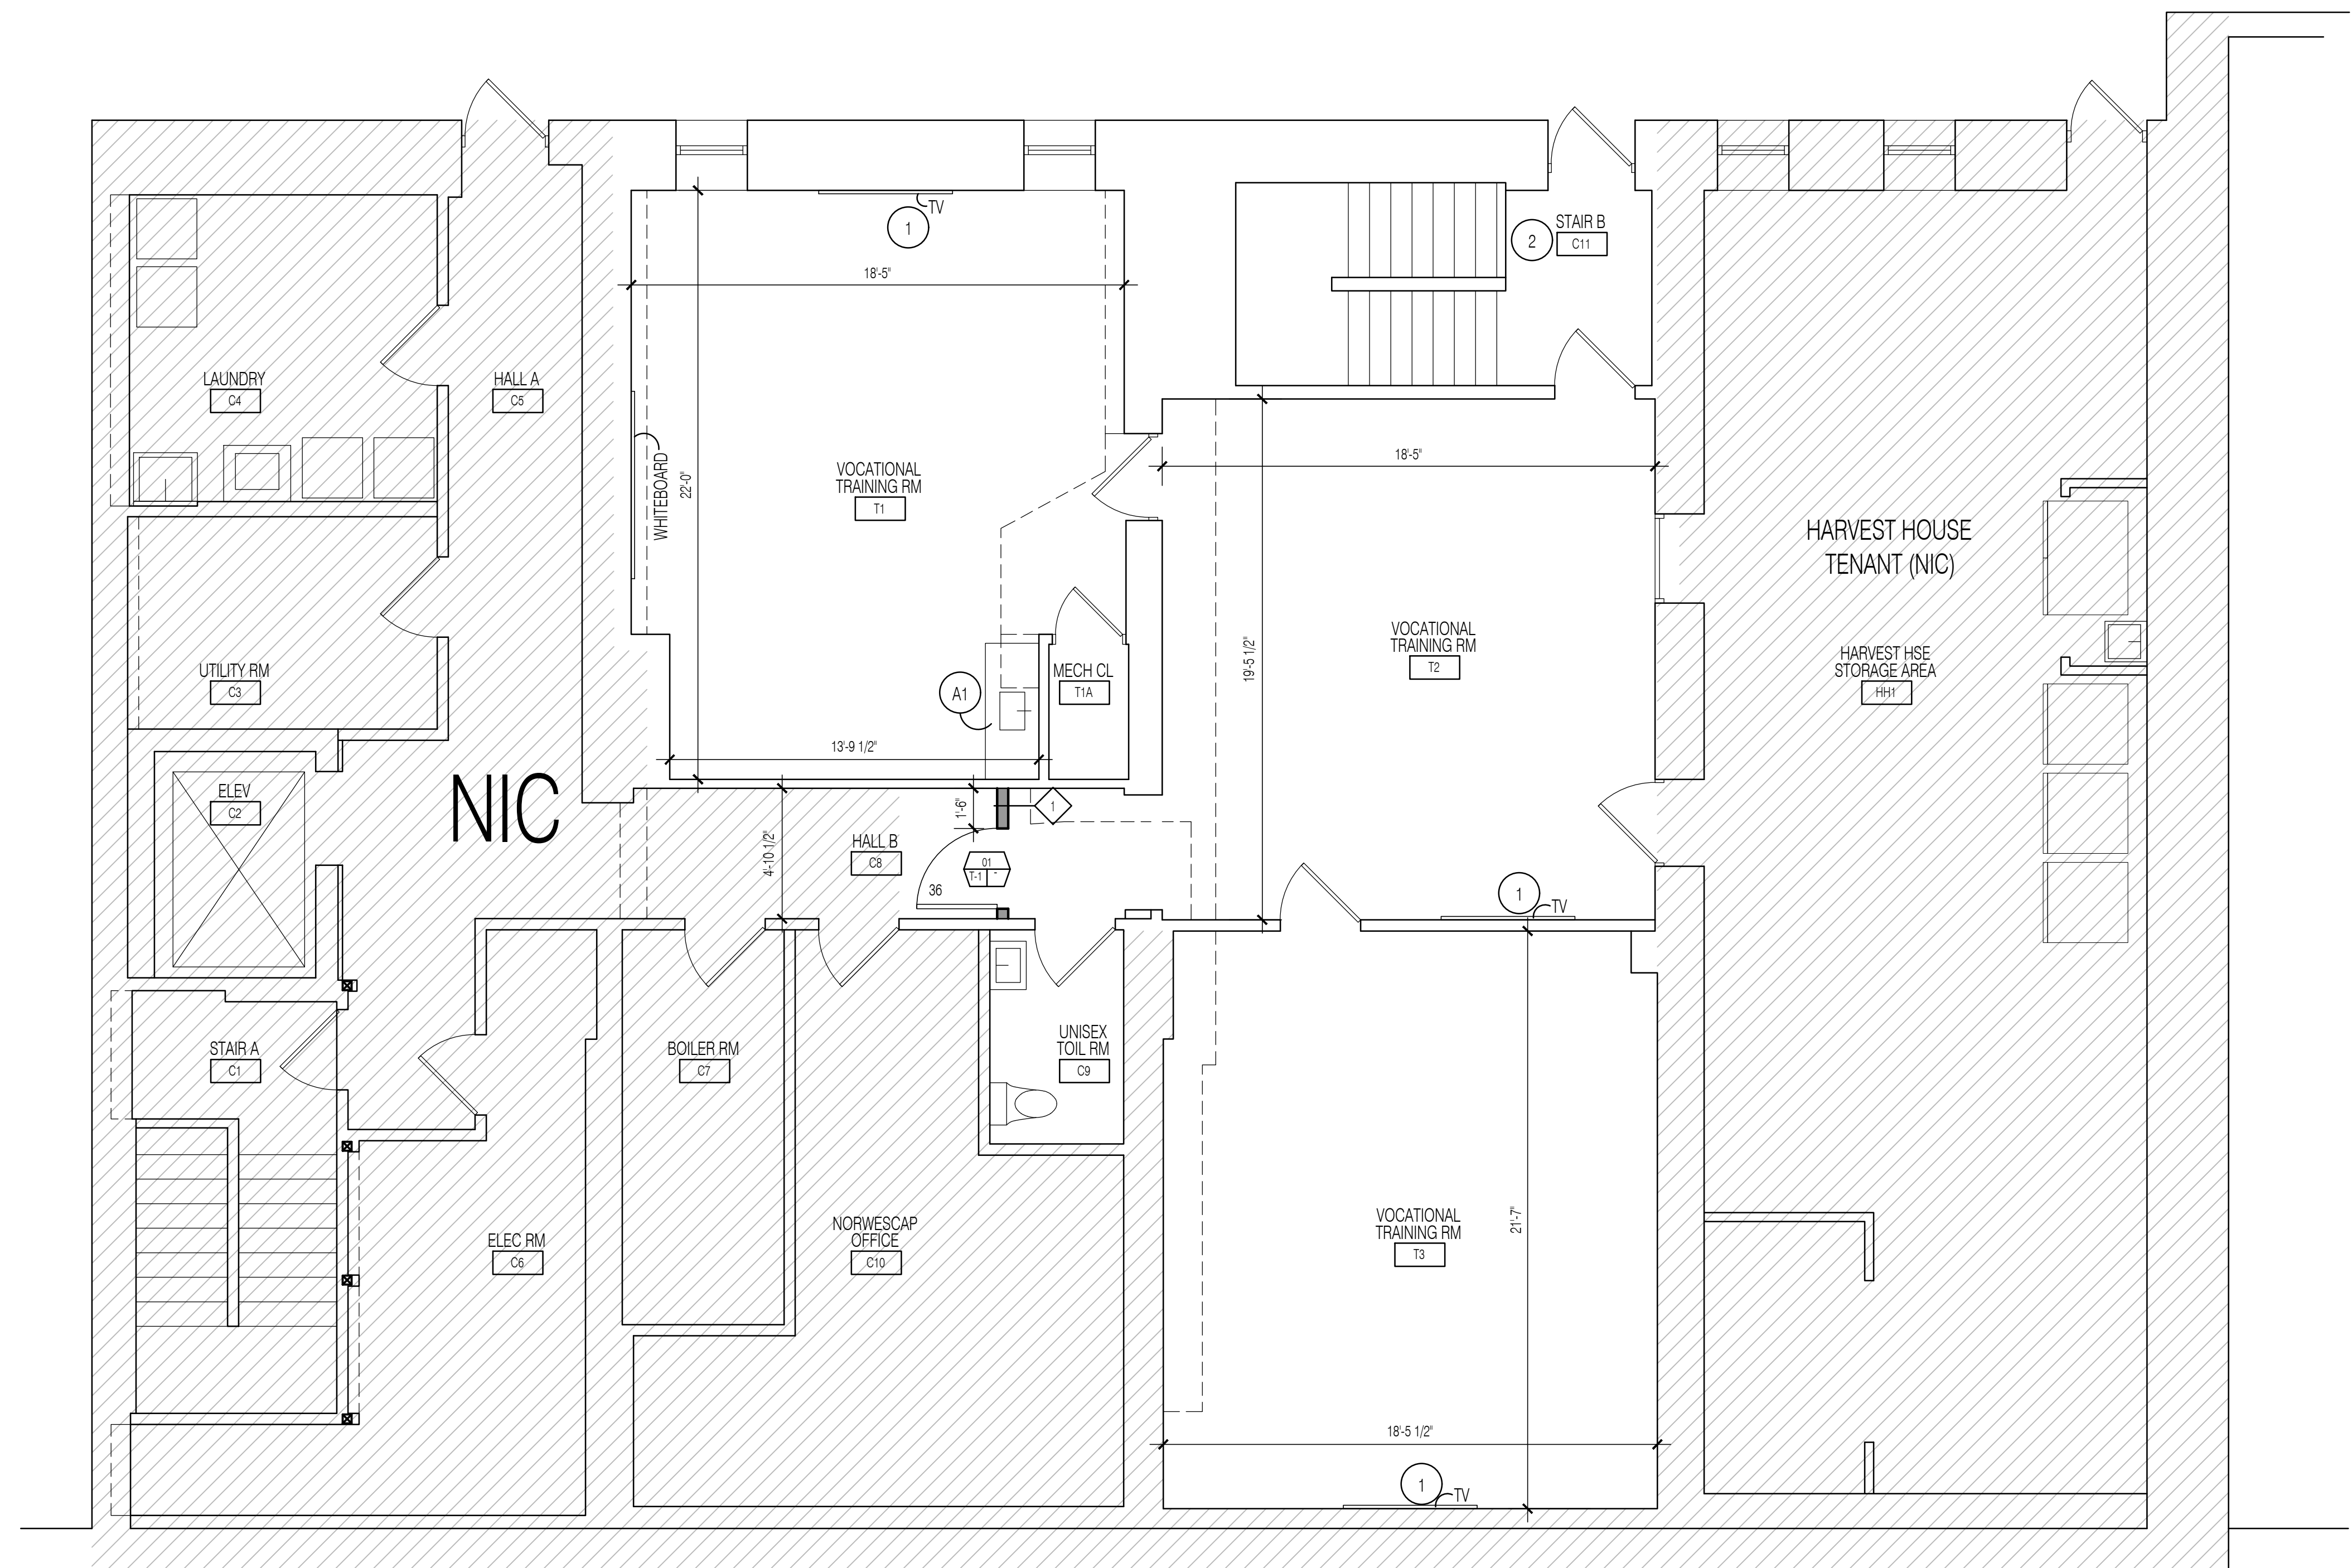 TV
1
STAIR B
2
C11
18'-5"
LAUNDRY
C4
HALL A
C5
WHITEBOARD
22'-0"
VOCATIONAL
TRAINING RM
T1
18'-5"
HARVEST HOUSE
TENANT (NIC)
VOCATIONAL
TRAINING RM
T2
19'-5 1/2"
HARVEST HSE
STORAGE AREA
HH1
UTILITY RM
C3
A1
MECH CL
T1A
13'-9 1/2"
ELEV
C2
NIC
1'-6"
1
4'-10 1/2"
HALL B
C8
01
T-1 -
36
1
TV
STAIR A
C1
BOILER RM
C7
UNISEX
TOIL RM
C9
ELEC RM
C6
NORWESCAP
OFFICE
C10
VOCATIONAL
TRAINING RM
T3
21'-7"
18'-5 1/2"
1
TV